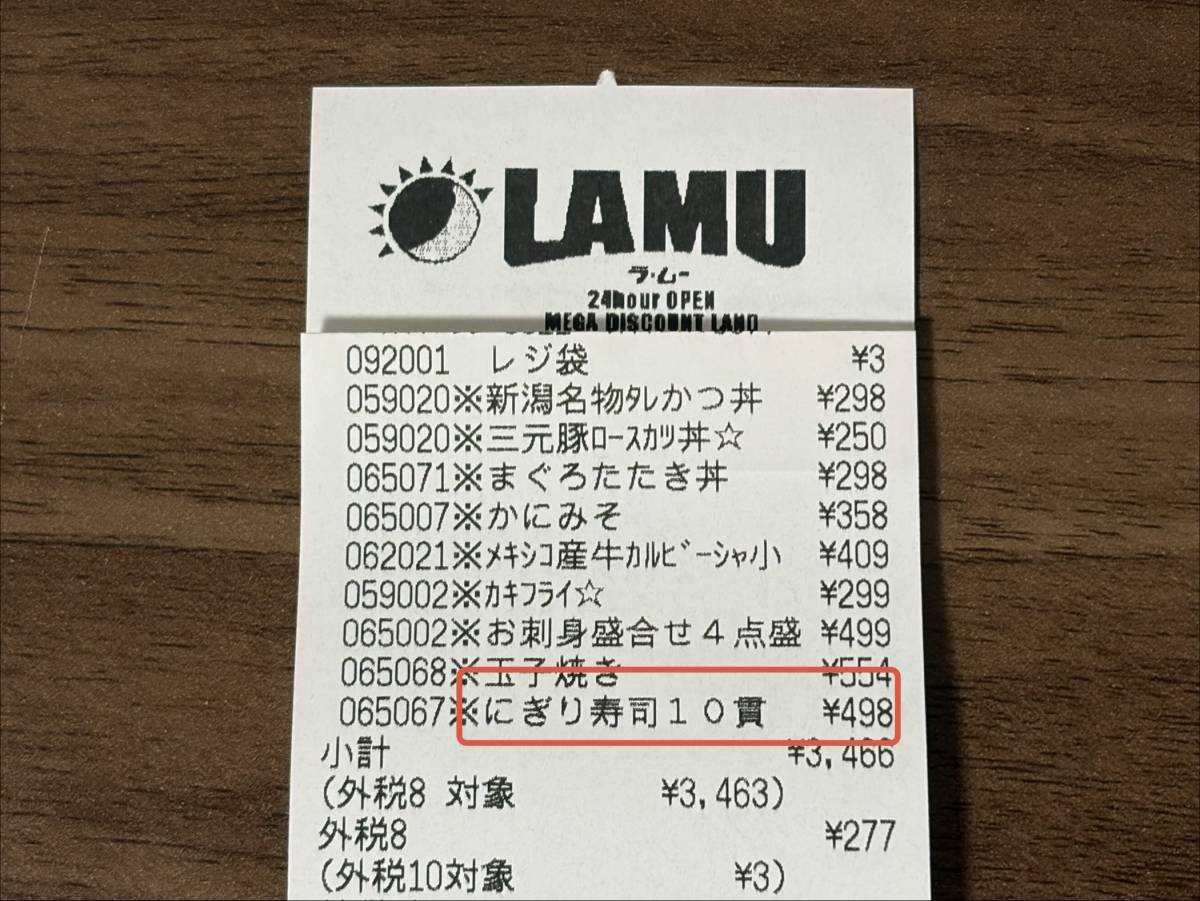 LAMU
ラ・ムー
24hour OPEN
MEGA DISCOUNT LAND
092001 レジ袋 ¥3
059020※新潟名物ﾀﾚかつ丼 ¥298
059020※三元豚ﾛｰｽｶﾂ丼☆ ¥250
065071※まぐろたたき丼 ¥298
065007※かにみそ ¥358
062021※ﾒｷｼｺ産牛ｶﾙﾋﾞｰｼｬ小 ¥409
059002※ｶｷﾌﾗｲ☆ ¥299
065002※お刺身盛合せ４点盛 ¥499
065068※玉子焼き ¥554
065067※にぎり寿司１０貫 ¥498
小計 ¥3,466
(外税8 対象 ¥3,463)
外税8 ¥277
(外税10対象 ¥3)